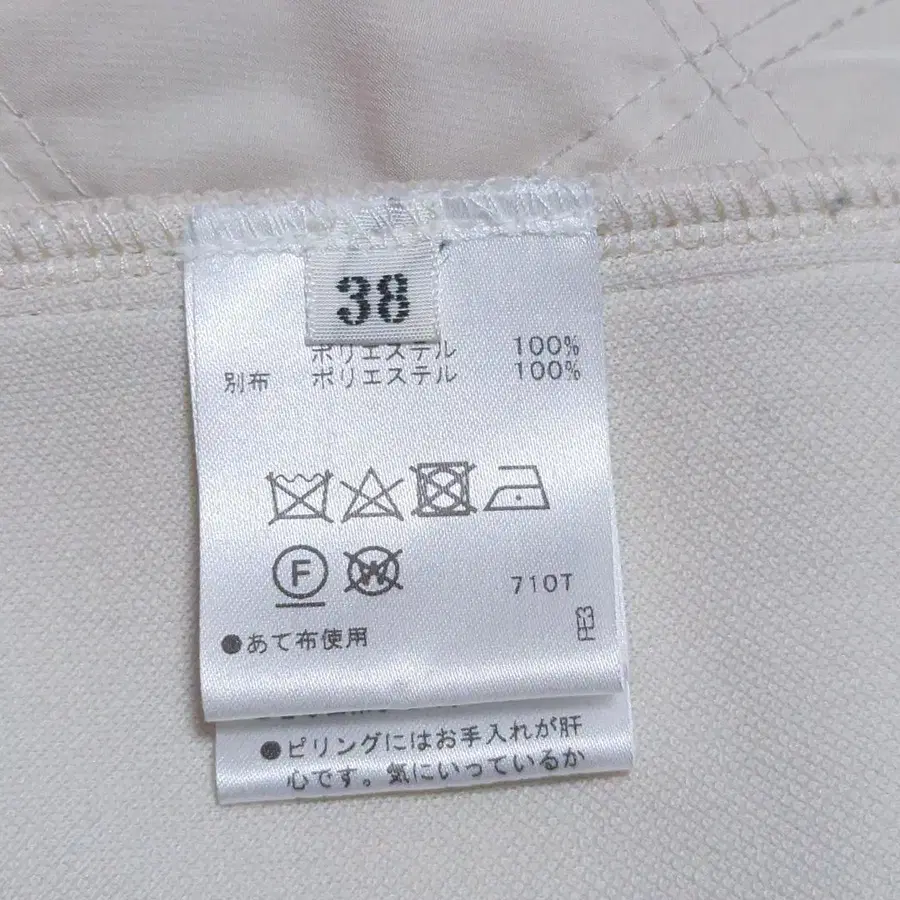 38
ポリエステル 100%
別布 ポリエステル 100%
F W
710T
●あて布使用
●ピリングにはお手入れが肝
心です。気にいっているか